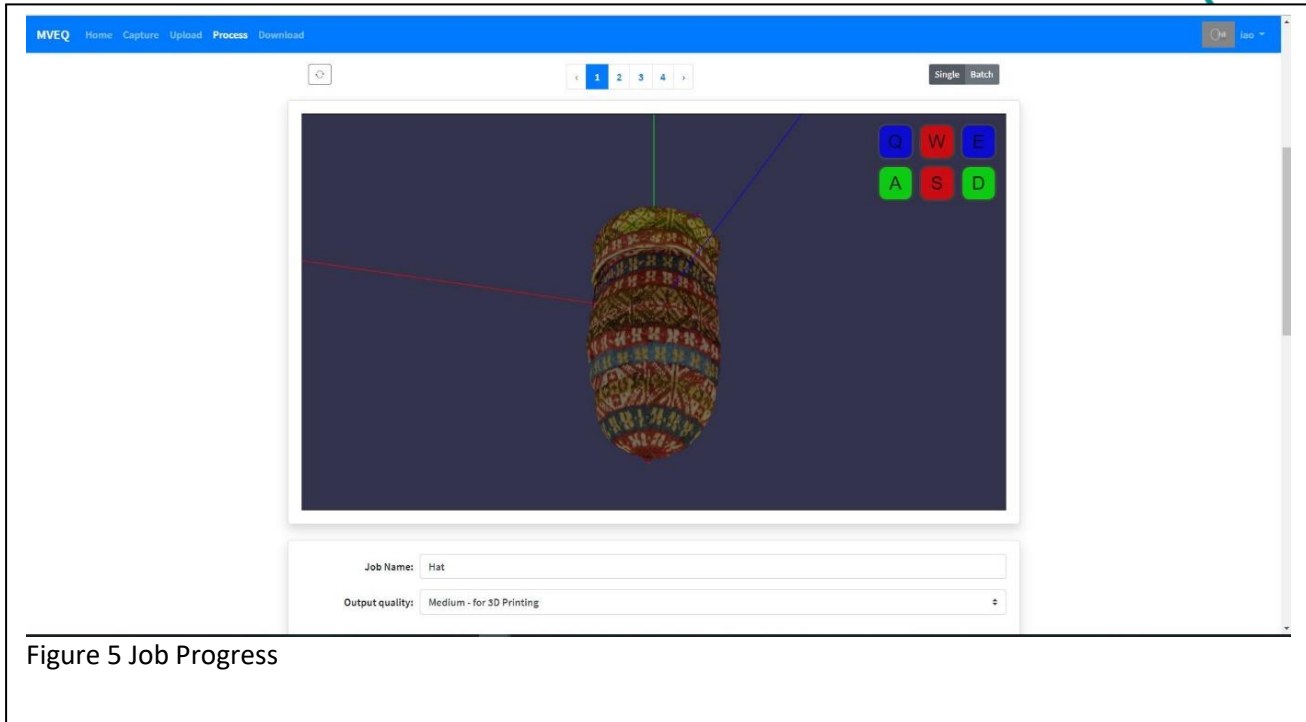 MVEQ Home Capture Upload Process Download iao
‹ 1 2 3 4 › Single Batch
Q W E
A S D
Job Name: Hat
Output quality: Medium - for 3D Printing
Figure 5 Job Progress